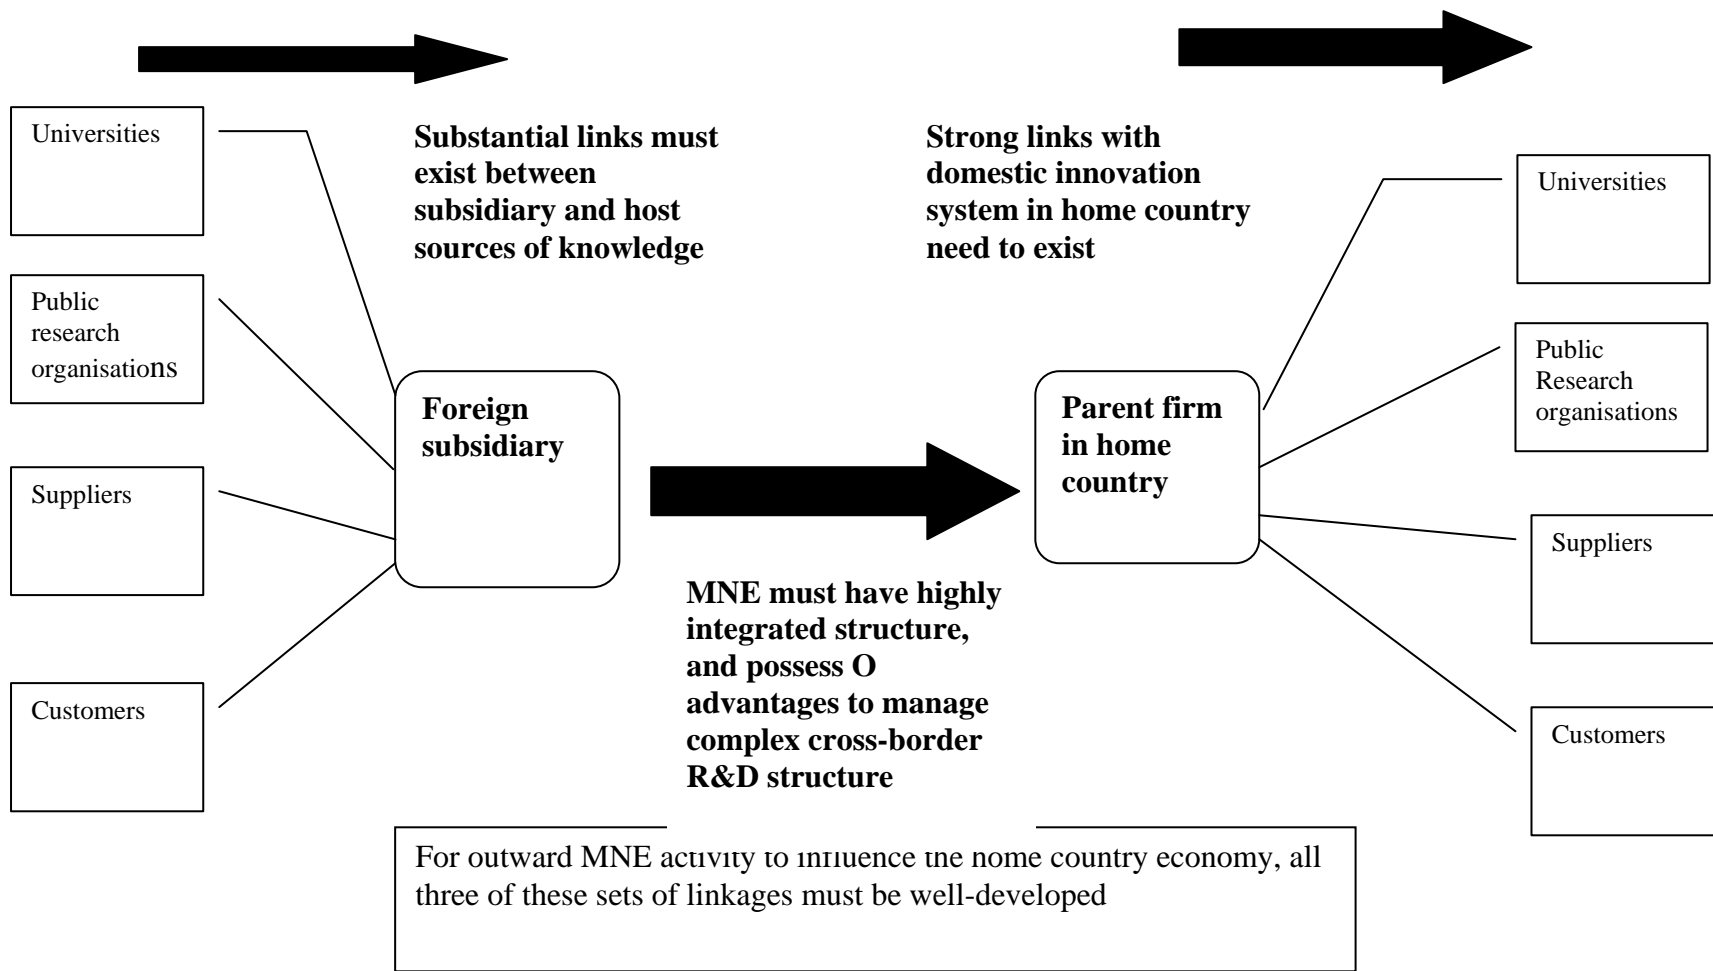 Universities
Public
research
organisations
Suppliers
Customers
Substantial links must
exist between
subsidiary and host
sources of knowledge
Foreign
subsidiary
MNE must have highly
integrated structure,
and possess O
advantages to manage
complex cross-border
R&D structure
Strong links with
domestic innovation
system in home country
need to exist
Parent firm
in home
country
Universities
Public
Research
organisations
Suppliers
Customers
For outward MNE activity to influence the home country economy, all
three of these sets of linkages must be well-developed